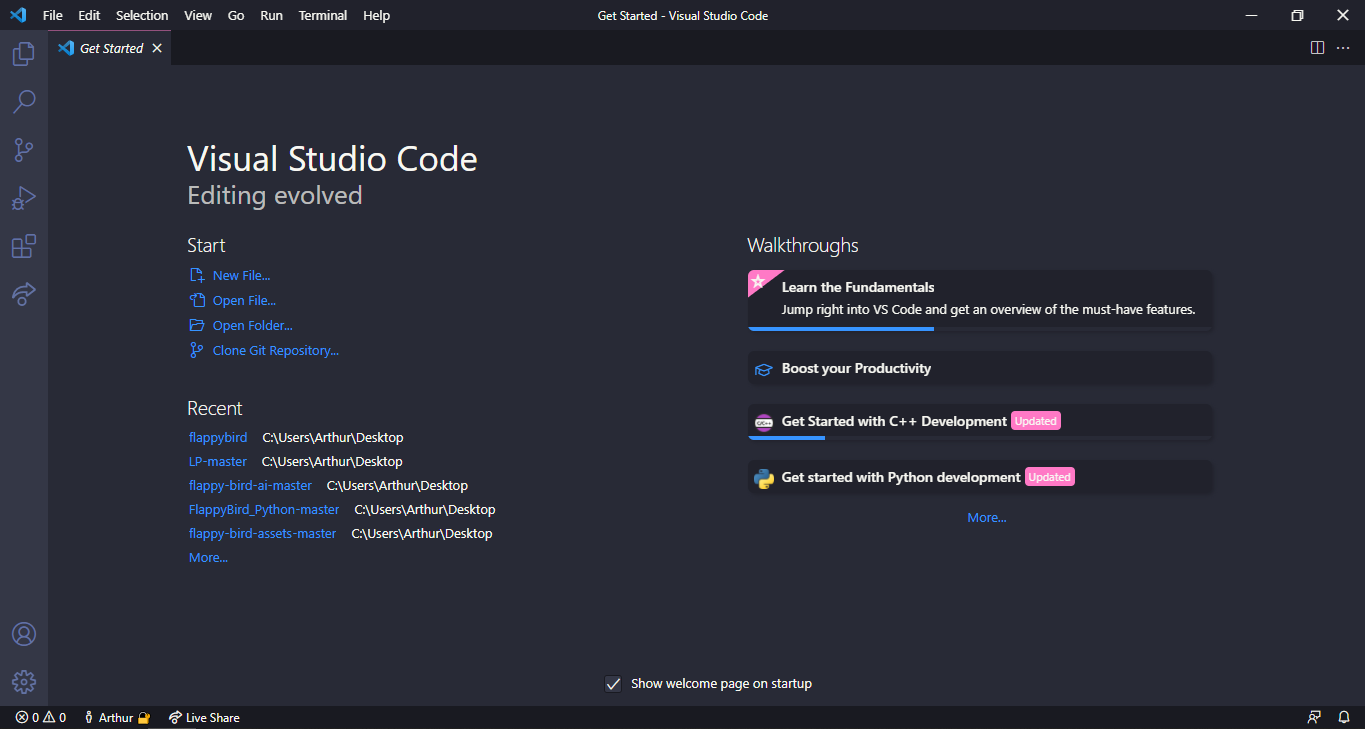 File Edit Selection View Go Run Terminal Help
Get Started - Visual Studio Code
Get Started
Visual Studio Code
Editing evolved
Start
New File...
Open File...
Open Folder...
Clone Git Repository...
Recent
flappybird C:\Users\Arthur\Desktop
LP-master C:\Users\Arthur\Desktop
flappy-bird-ai-master C:\Users\Arthur\Desktop
FlappyBird_Python-master C:\Users\Arthur\Desktop
flappy-bird-assets-master C:\Users\Arthur\Desktop
More...
Walkthroughs
Learn the Fundamentals
Jump right into VS Code and get an overview of the must-have features.
Boost your Productivity
C/C++ Get Started with C++ Development Updated
Get started with Python development Updated
More...
Show welcome page on startup
0 0 Arthur Live Share